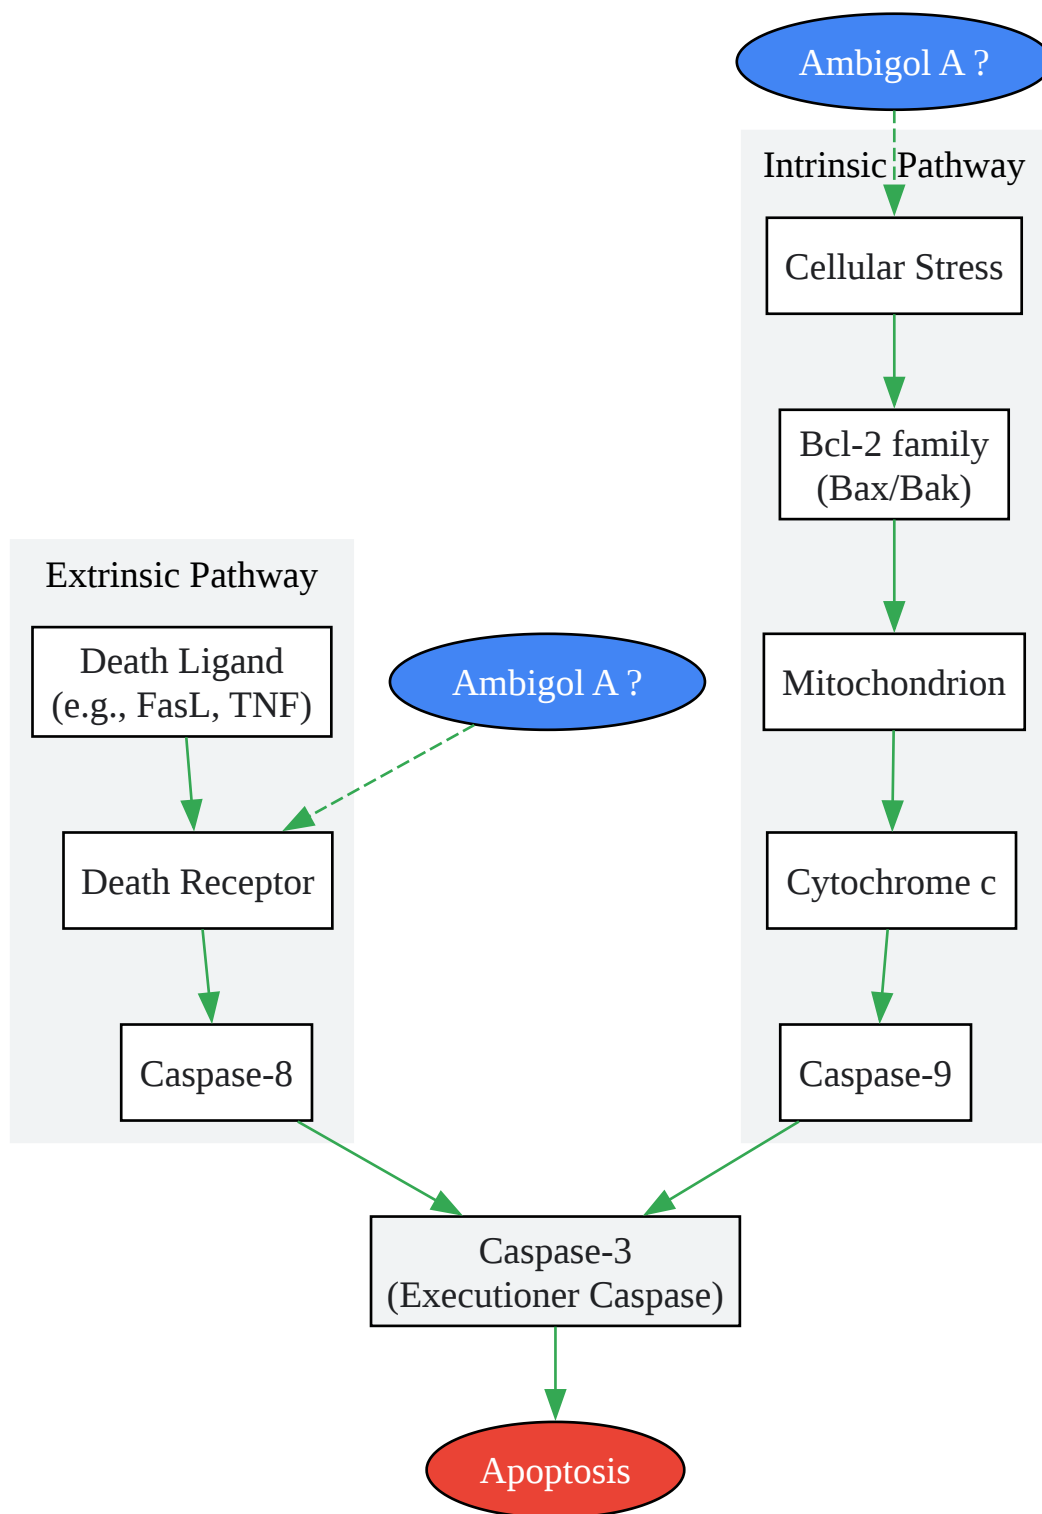 Ambigol A ?
Intrinsic Pathway
Cellular Stress
Bcl-2 family
(Bax/Bak)
Extrinsic Pathway
Death Ligand
(e.g., FasL, TNF)
Ambigol A ?
Mitochondrion
Death Receptor
Cytochrome c
Caspase-8
Caspase-9
Caspase-3
(Executioner Caspase)
Apoptosis